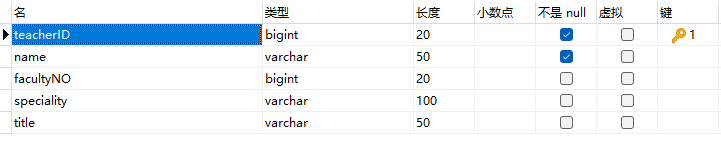 名 类型 长度 小数点 不是 null 虚拟 键
teacherID bigint 20 1
name varchar 50
facultyNO bigint 20
speciality varchar 100
title varchar 50